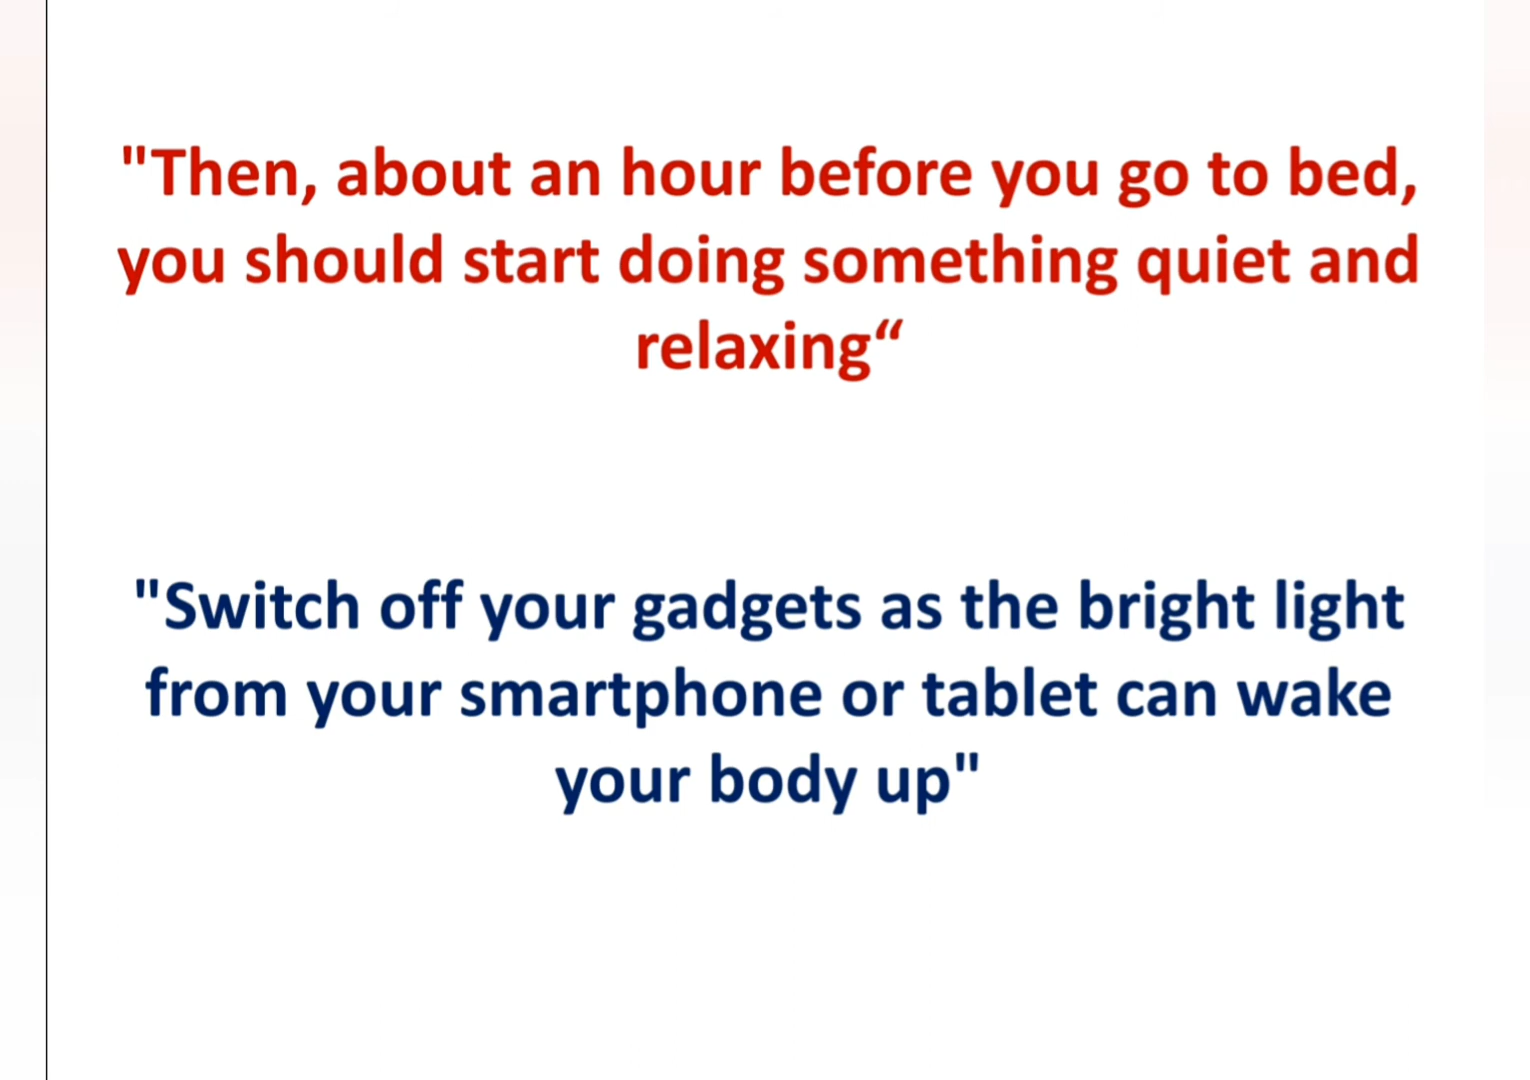 "Then, about an hour before you go to bed,
you should start doing something quiet and
relaxing“
"Switch off your gadgets as the bright light
from your smartphone or tablet can wake
your body up"